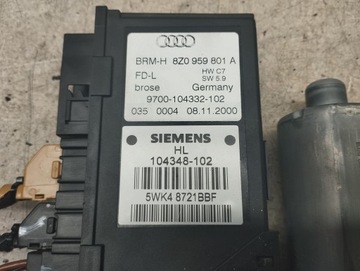 BRM-H 8Z0 959 801 A
FD-L HW C7
SW 5.9
brose Germany
9700-104332-102
035 0004 08.11.2000
SIEMENS
HL
104348-102
5WK4 8721BBF